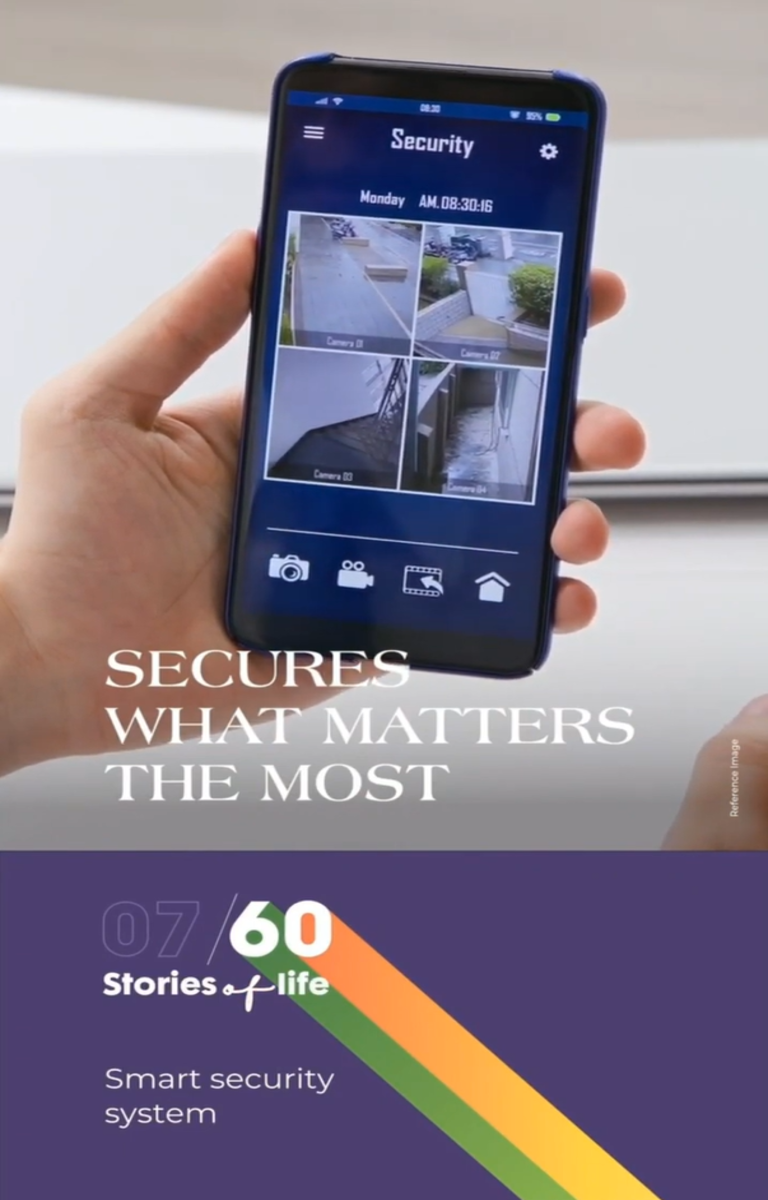 08:30
95%
Security
Monday AM.08:30:16
Camera 01
Camera 07
Camera 03
Camera 04
SECURES
WHAT MATTERS
THE MOST
Reference Image
07/60
Stories of life
Smart security
system